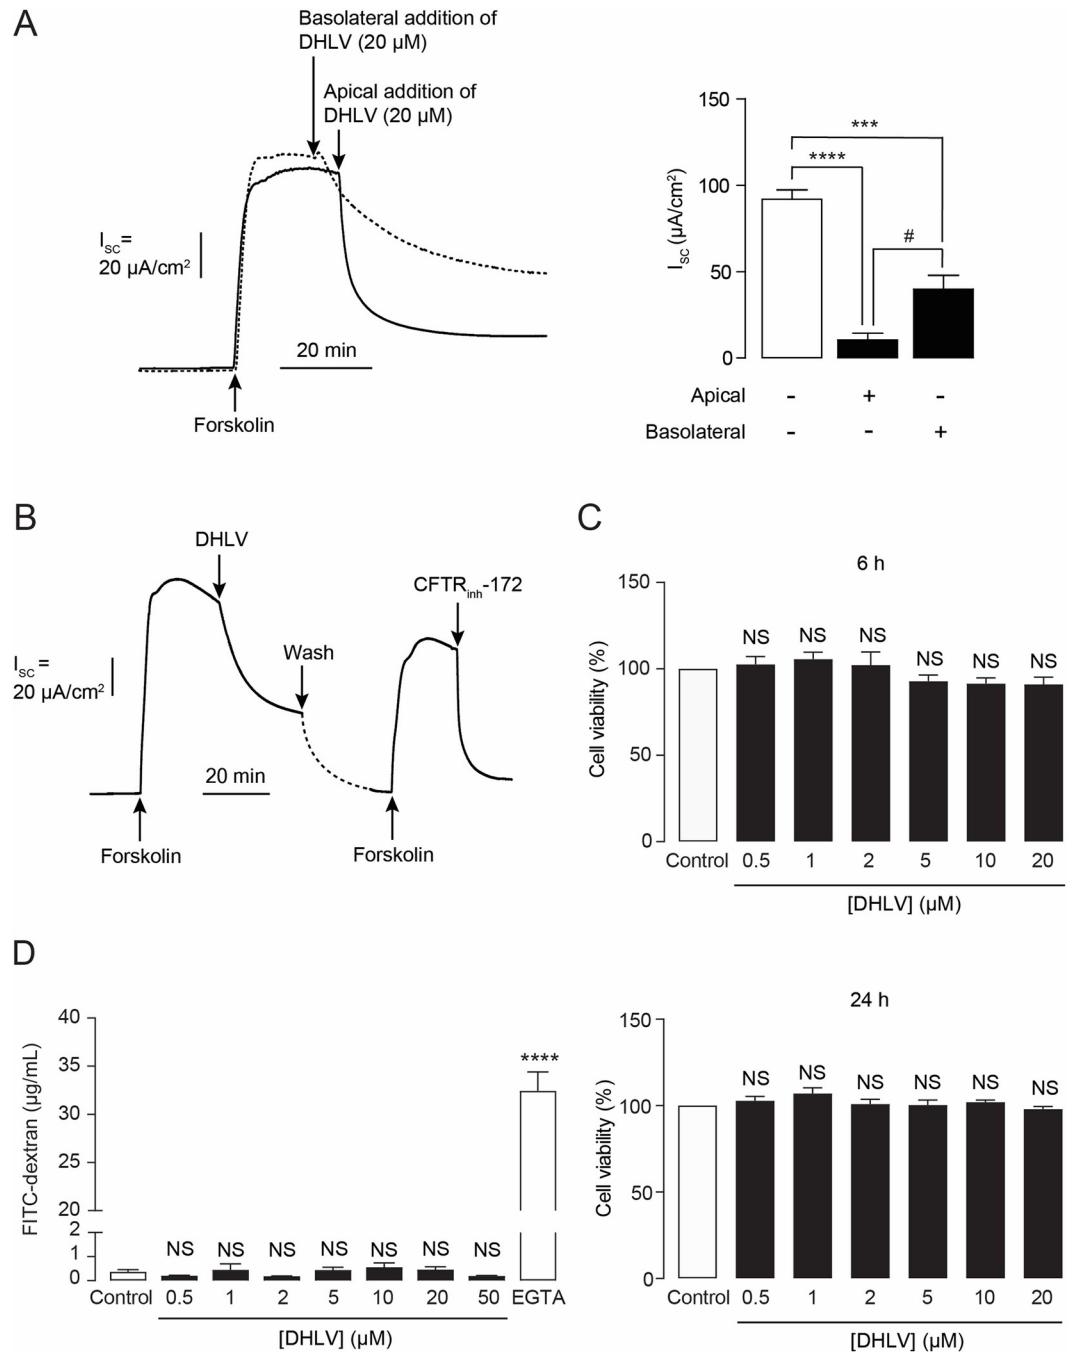 A
Basolateral addition of
DHLV (20 µM)
Apical addition of
DHLV (20 µM)
I SC =
20 µA/cm²
20 min
Forskolin
I SC (µA/cm²)
150
100
50
0
***
****
#
Apical - + -
Basolateral - - +
B
DHLV
CFTR inh-172
Wash
I SC =
20 µA/cm²
20 min
Forskolin
Forskolin
C
6 h
Cell viability (%)
150
100
50
0
NS NS NS NS NS NS
Control 0.5 1 2 5 10 20
[DHLV] (µM)
D
FITC-dextran (µg/mL)
40
35
30
25
20
2
1
0
NS NS NS NS NS NS NS ****
Control 0.5 1 2 5 10 20 50 EGTA
[DHLV] (µM)
24 h
Cell viability (%)
150
100
50
0
NS NS NS NS NS NS
Control 0.5 1 2 5 10 20
[DHLV] (µM)